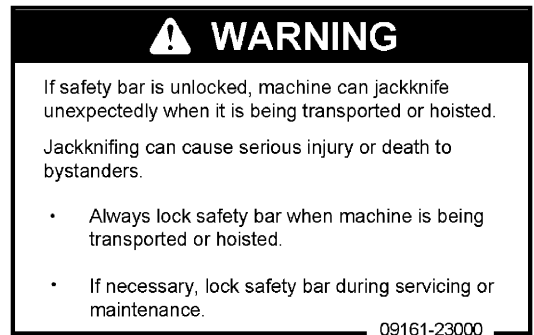 WARNING
If safety bar is unlocked, machine can jackknife
unexpectedly when it is being transported or hoisted.
Jackknifing can cause serious injury or death to
bystanders.
· Always lock safety bar when machine is being
transported or hoisted.
· If necessary, lock safety bar during servicing or
maintenance.
09161-23000